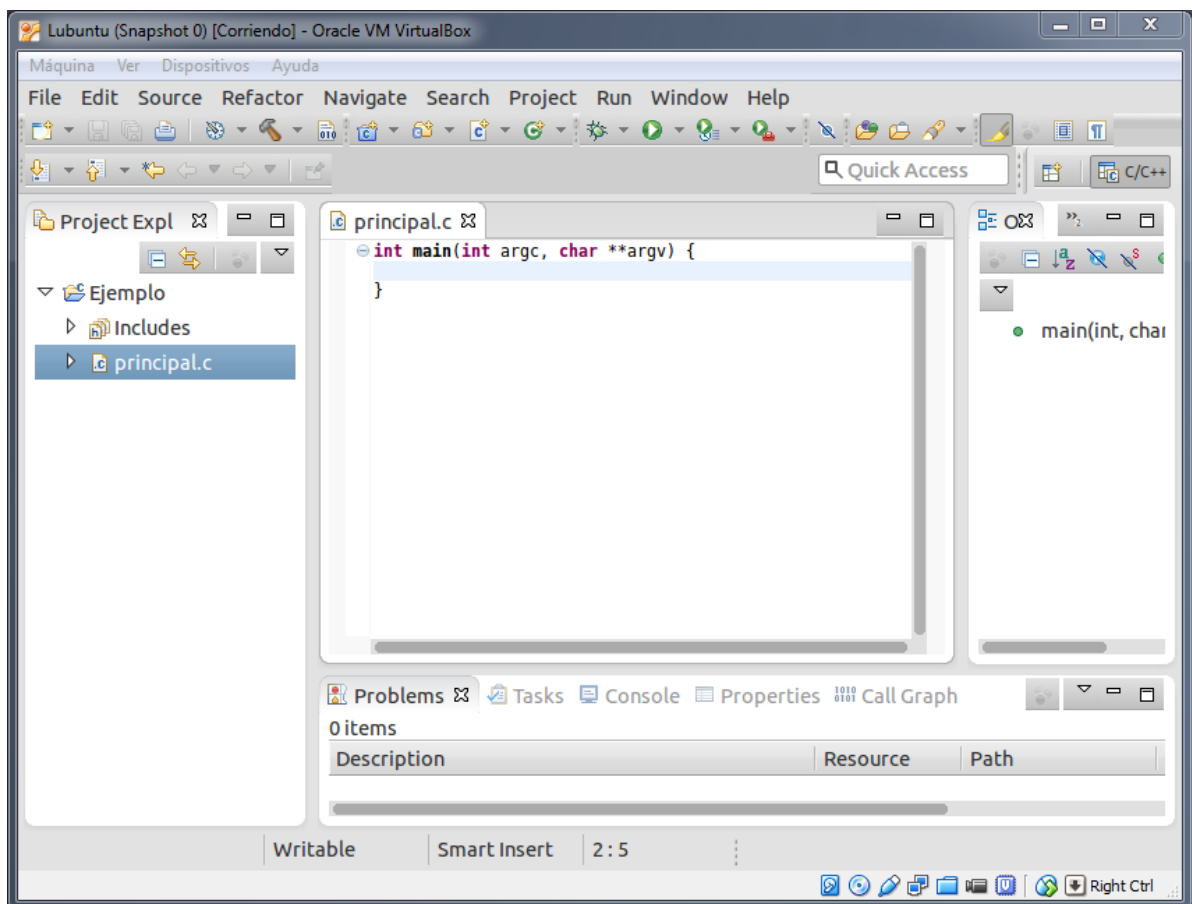 Lubuntu (Snapshot 0) [Corriendo] - Oracle VM VirtualBox
Máquina Ver Dispositivos Ayuda
File Edit Source Refactor Navigate Search Project Run Window Help
010
Quick Access
C/C++
Project Expl
principal.c
int main(int argc, char **argv) {
}
Ejemplo
Includes
principal.c
main(int, char
Problems Tasks Console Properties Call Graph
0 items
Description Resource Path
Writable Smart Insert 2 : 5
Right Ctrl